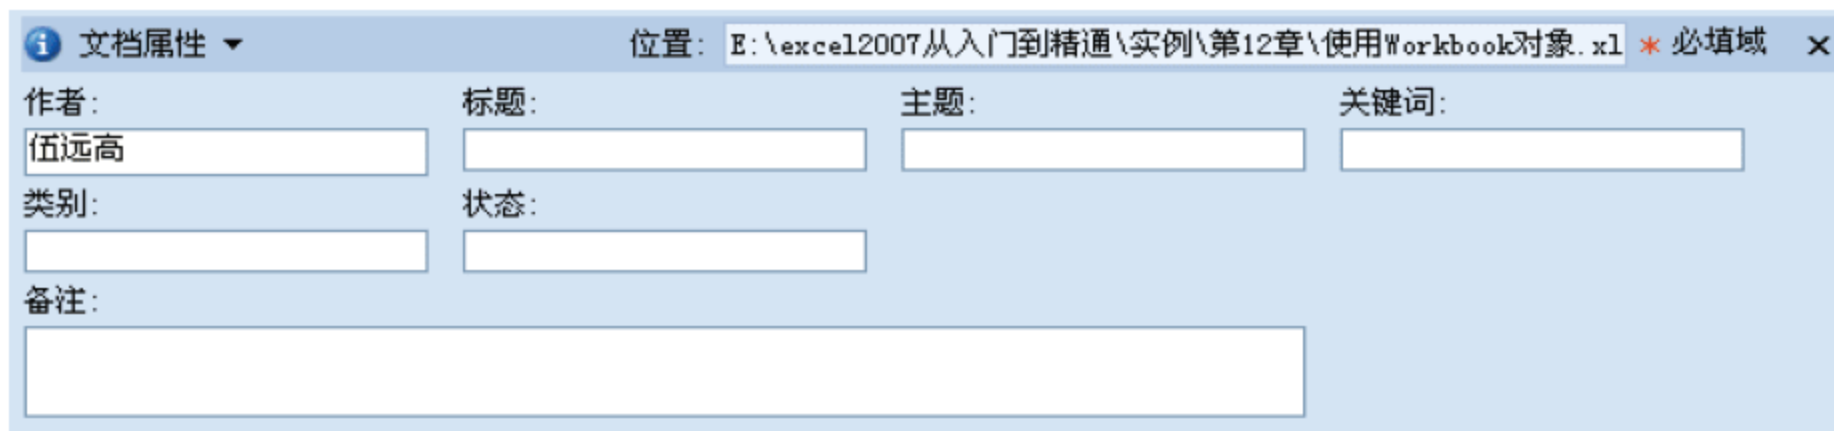 文档属性 位置: E:\excel2007从入门到精通\实例\第12章\使用Workbook对象.xl * 必填域
作者: 标题: 主题: 关键词:
伍远高
类别: 状态:
备注: